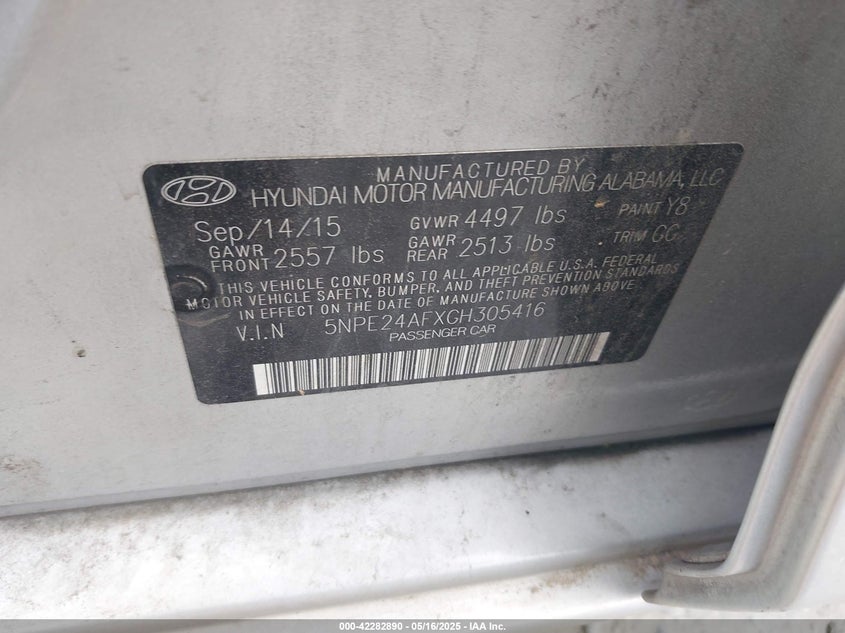 MANUFACTURED BY
HYUNDAI MOTOR MANUFACTURING ALABAMA, LLC
Sep/14/15 GVWR 4497 lbs PAINT Y8
GAWR FRONT 2557 lbs GAWR REAR 2513 lbs TRIM GC
THIS VEHICLE CONFORMS TO ALL APPLICABLE U.S.A. FEDERAL
MOTOR VEHICLE SAFETY, BUMPER, AND THEFT PREVENTION STANDARDS
IN EFFECT ON THE DATE OF MANUFACTURE SHOWN ABOVE
V.I.N 5NPE24AFXGH305416
PASSENGER CAR
000-42282890 - 05/16/2025 - IAA Inc.